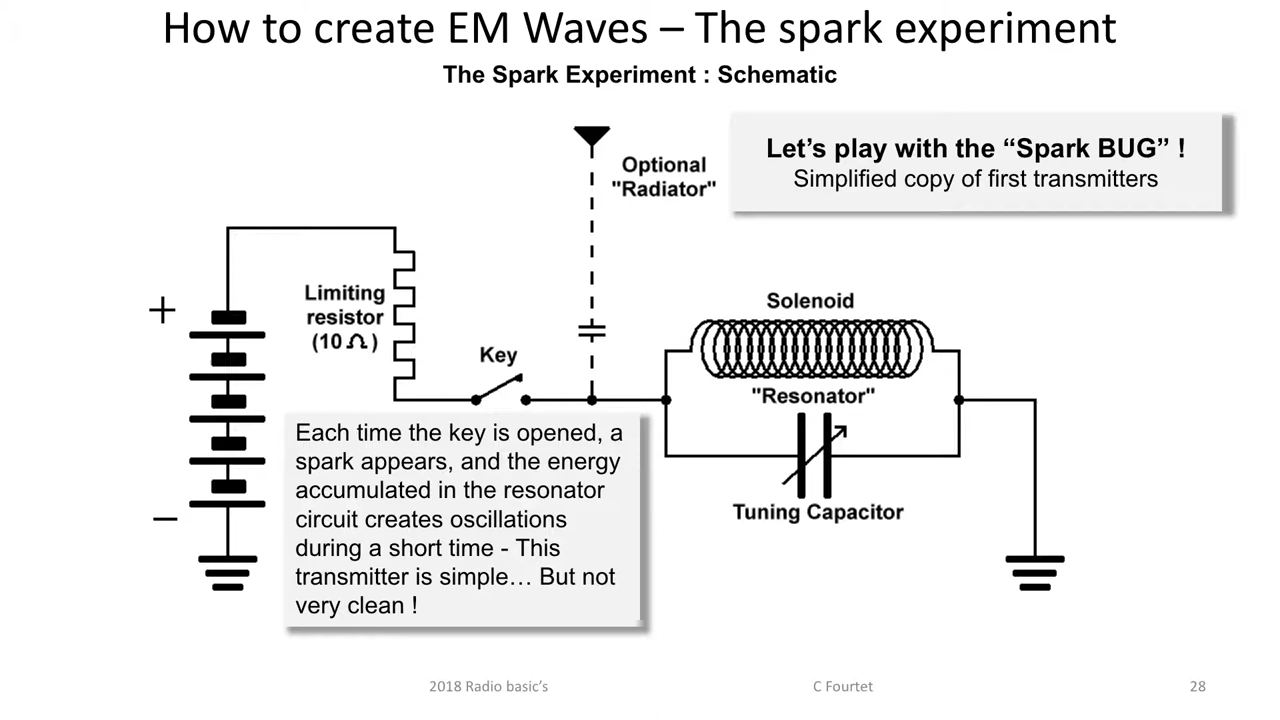 How to create EM Waves – The spark experiment
The Spark Experiment : Schematic
Let's play with the “Spark BUG” !
Simplified copy of first transmitters
Optional
"Radiator"
Limiting
resistor
(10 Ω)
+
−
Key
Solenoid
"Resonator"
Tuning Capacitor
Each time the key is opened, a
spark appears, and the energy
accumulated in the resonator
circuit creates oscillations
during a short time - This
transmitter is simple… But not
very clean !
2018 Radio basic’s
C Fourtet
28